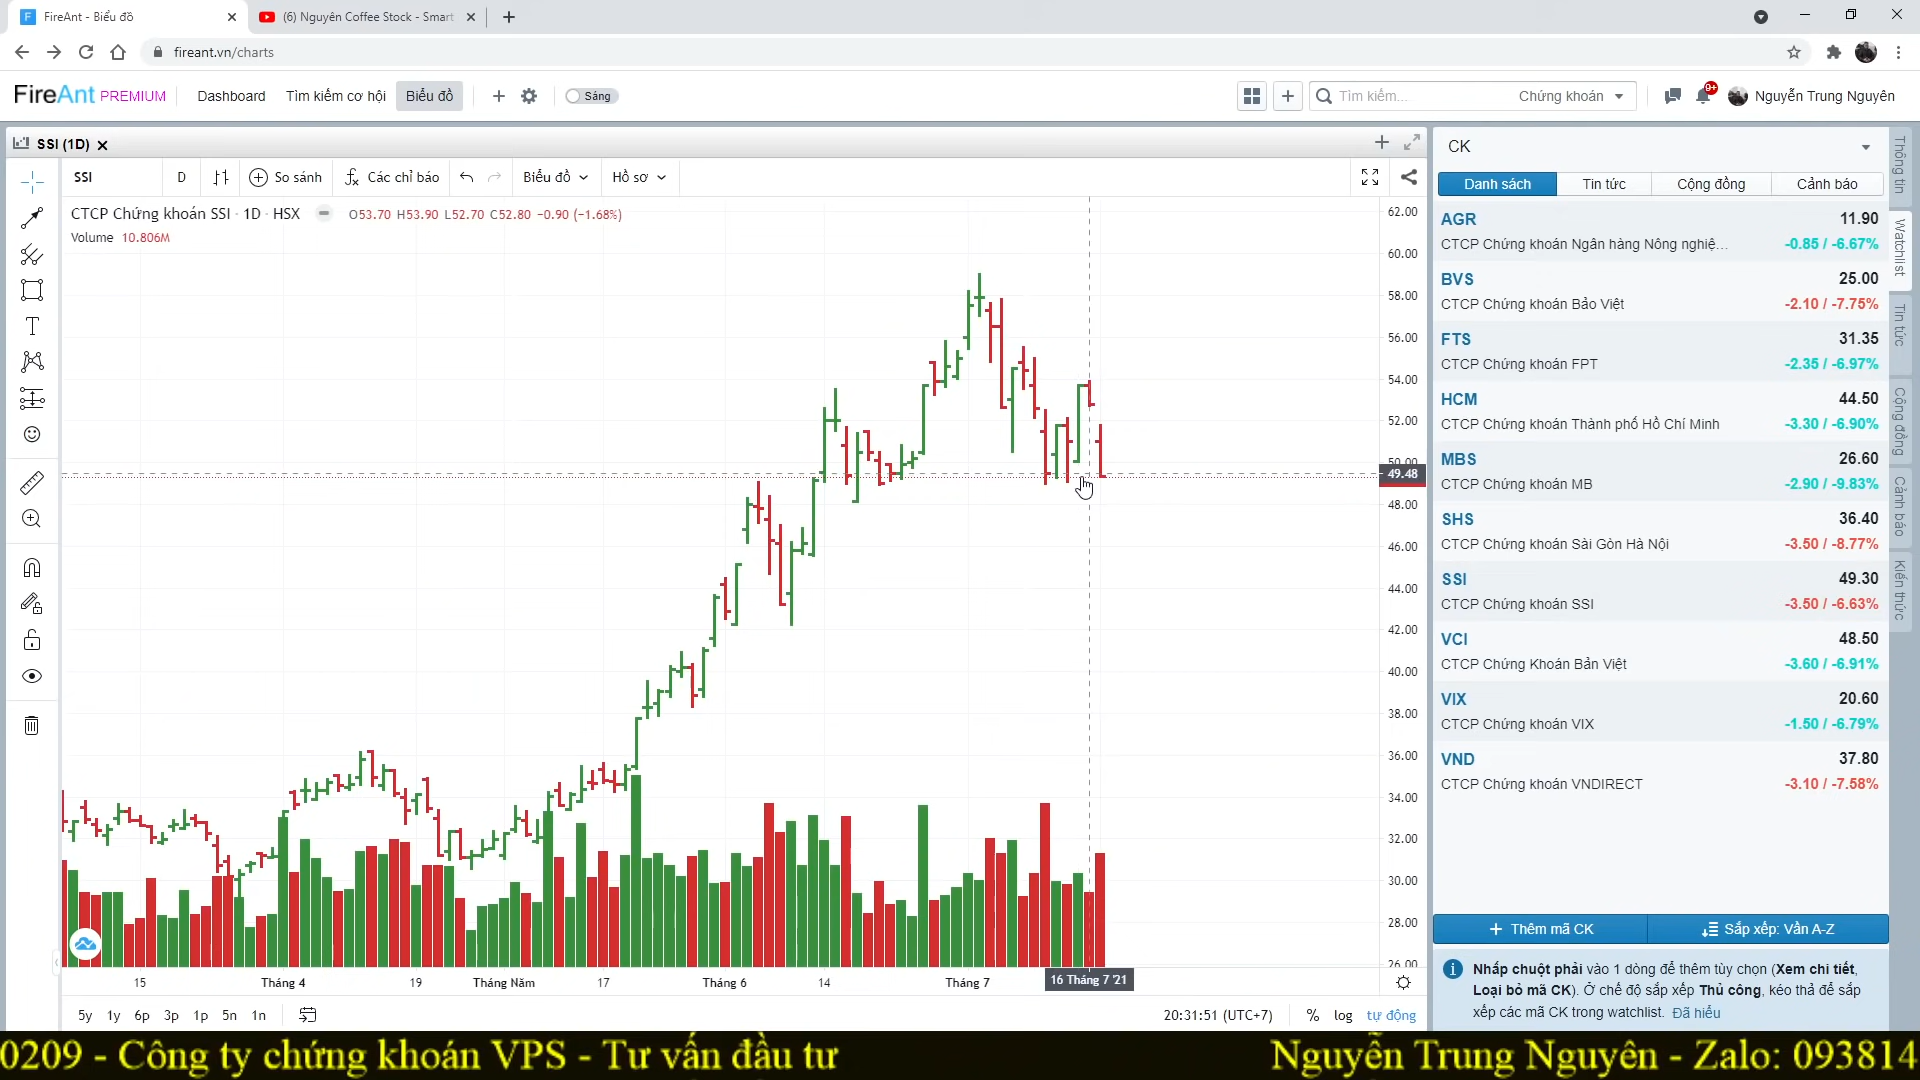 FireAnt - Biểu đồ
(6) Nguyên Coffee Stock - Smart
fireant.vn/charts
FireAnt PREMIUM
Dashboard
Tìm kiếm cơ hội
Biểu đồ
Sáng
Tìm kiếm...
Chứng khoán
9+
Nguyễn Trung Nguyên
SSI (1D)
SSI
D
So sánh
Các chỉ báo
Biểu đồ
Hồ sơ
CTCP Chứng khoán SSI · 1D · HSX
O53.70 H53.90 L52.70 C52.80 −0.90 (−1.68%)
Volume 10.806M
62.00
60.00
58.00
56.00
54.00
52.00
50.00
49.48
48.00
46.00
44.00
42.00
40.00
38.00
36.00
34.00
32.00
30.00
28.00
26.00
15
Tháng 4
19
Tháng Năm
17
Tháng 6
14
Tháng 7
16 Tháng 7 '21
5y 1y 6p 3p 1p 5n 1n
20:31:51 (UTC+7)
% log tự động
CK
Danh sách
Tin tức
Cộng đồng
Cảnh báo
AGR 11.90
CTCP Chứng khoán Ngân hàng Nông nghiệ... -0.85 / -6.67%
BVS 25.00
CTCP Chứng khoán Bảo Việt -2.10 / -7.75%
FTS 31.35
CTCP Chứng khoán FPT -2.35 / -6.97%
HCM 44.50
CTCP Chứng khoán Thành phố Hồ Chí Minh -3.30 / -6.90%
MBS 26.60
CTCP Chứng khoán MB -2.90 / -9.83%
SHS 36.40
CTCP Chứng khoán Sài Gòn Hà Nội -3.50 / -8.77%
SSI 49.30
CTCP Chứng khoán SSI -3.50 / -6.63%
VCI 48.50
CTCP Chứng Khoán Bản Việt -3.60 / -6.91%
VIX 20.60
CTCP Chứng khoán VIX -1.50 / -6.79%
VND 37.80
CTCP Chứng khoán VNDIRECT -3.10 / -7.58%
Thêm mã CK
Sắp xếp: Vần A-Z
Nhấp chuột phải vào 1 dòng để thêm tùy chọn (Xem chi tiết,
Loại bỏ mã CK). Ở chế độ sắp xếp Thủ công, kéo thả để sắp
xếp các mã CK trong watchlist. Đã hiểu
Thông tin
Watchlist
Tin tức
Cộng đồng
Cảnh báo
Kiến thức
0209 - Công ty chứng khoán VPS - Tư vấn đầu tư
Nguyễn Trung Nguyên - Zalo: 093814